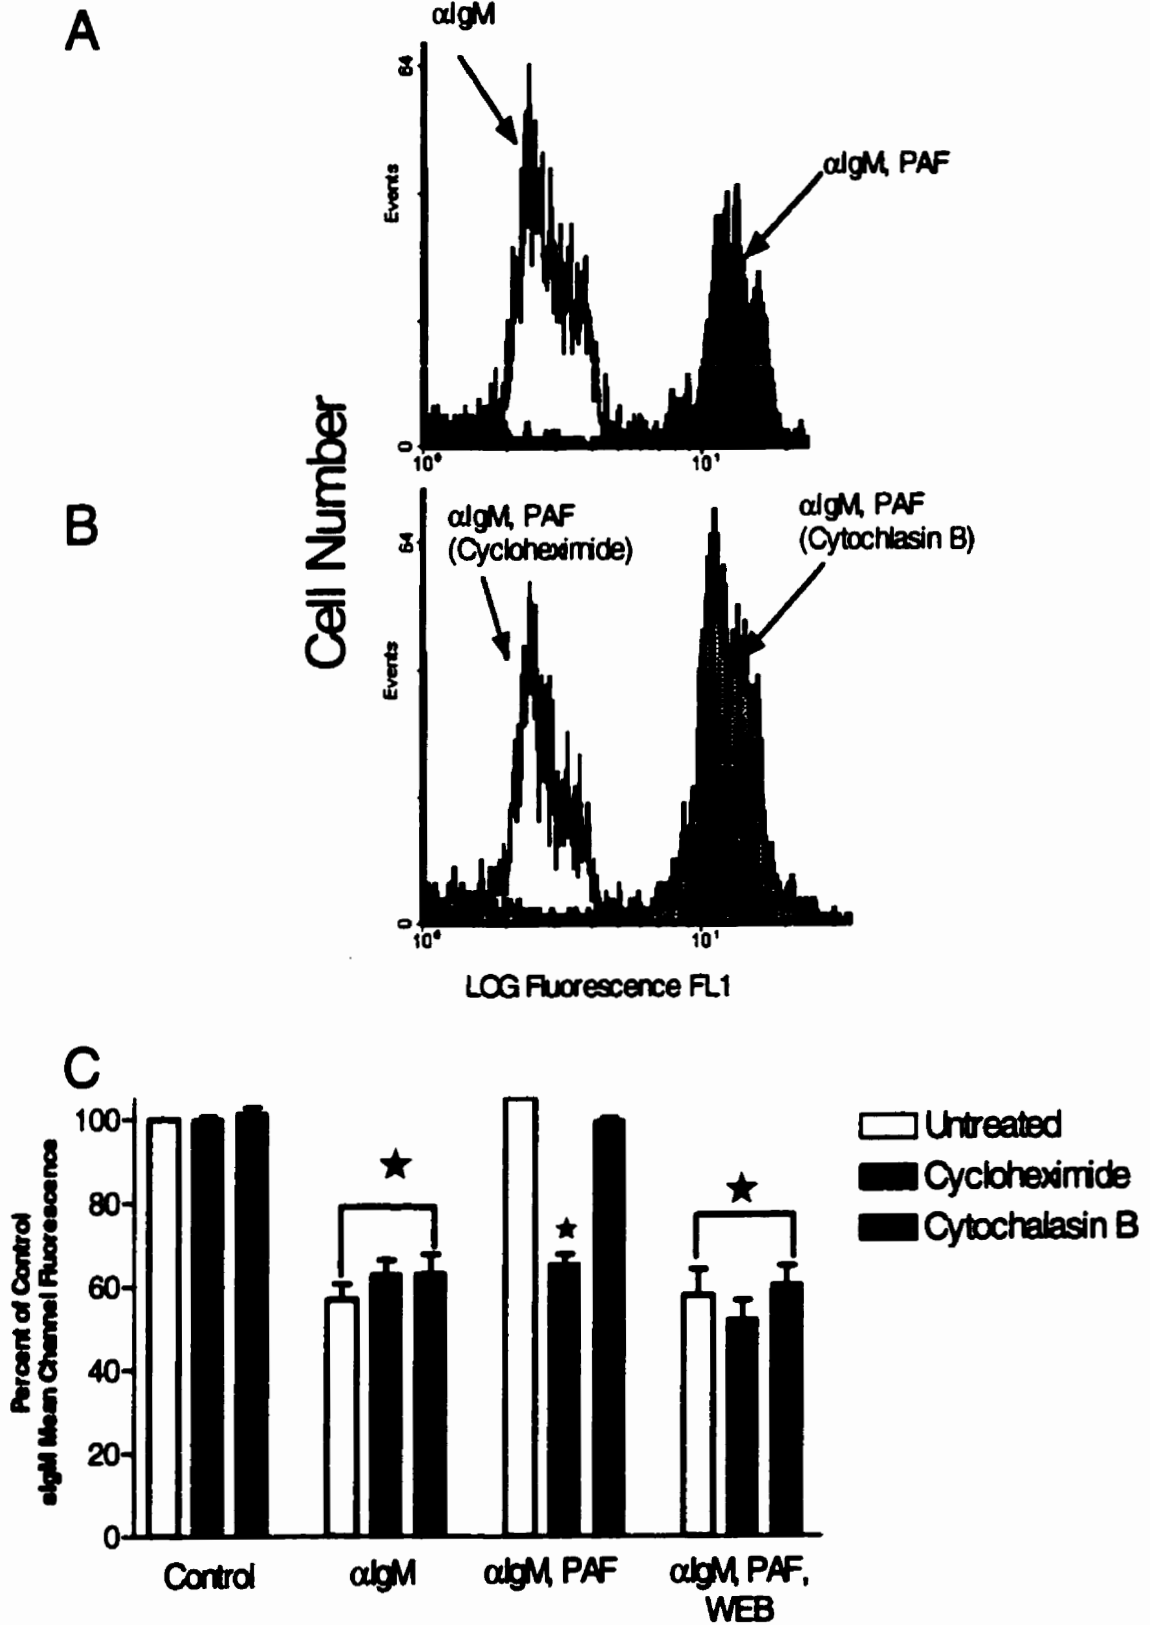 A
αIgM
64
αIgM, PAF
Events
0
10⁰
10¹
Cell Number
B
αIgM, PAF
(Cycloheximide)
αIgM, PAF
(Cytochlasin B)
64
Events
0
10⁰
10¹
LOG Fluorescence FL1
C
Percent of Control
sIgM Mean Channel Fluorescence
100
80
60
40
20
0
Untreated
Cycloheximide
Cytochalasin B
Control
αIgM
αIgM, PAF
αIgM, PAF,
WEB